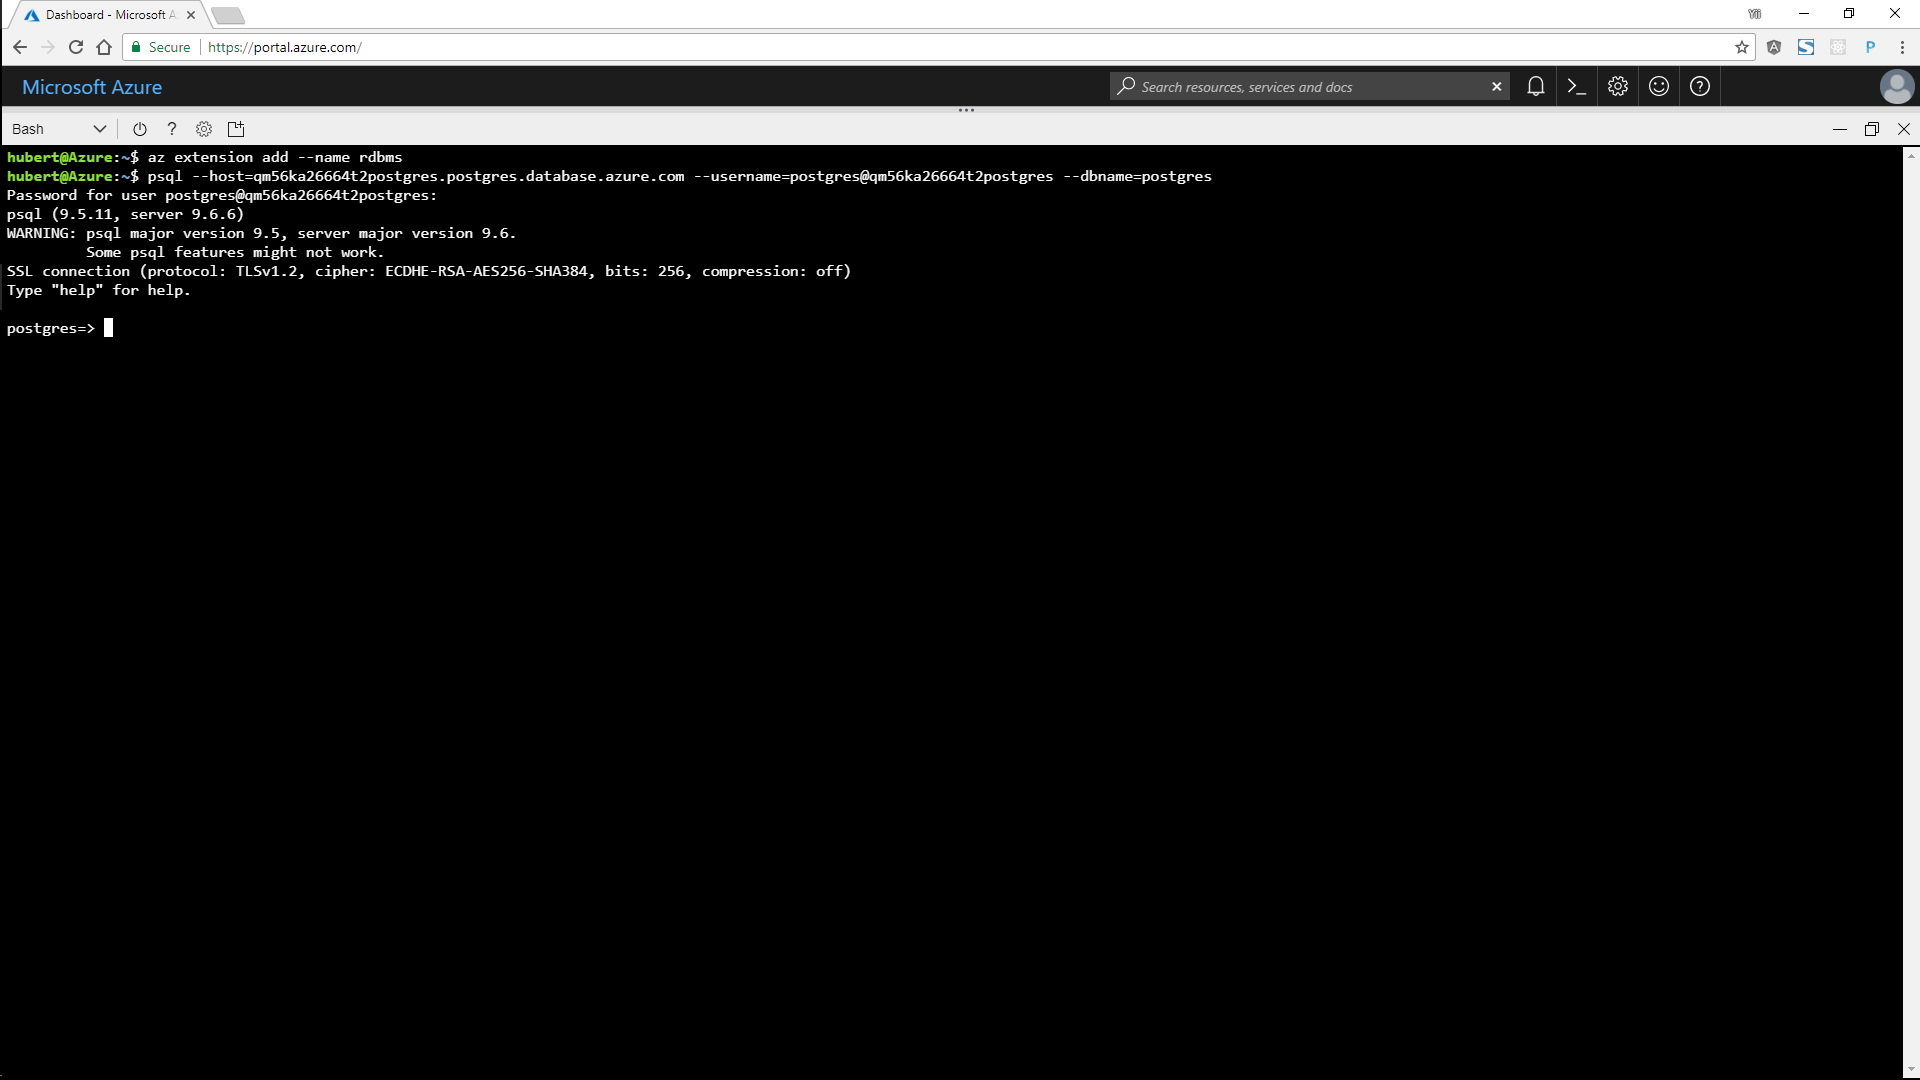 Dashboard - Microsoft A
Secure https://portal.azure.com/
Microsoft Azure
Search resources, services and docs
Bash
hubert@Azure:~$ az extension add --name rdbms
hubert@Azure:~$ psql --host=qm56ka26664t2postgres.postgres.database.azure.com --username=postgres@qm56ka26664t2postgres --dbname=postgres
Password for user postgres@qm56ka26664t2postgres:
psql (9.5.11, server 9.6.6)
WARNING: psql major version 9.5, server major version 9.6.
Some psql features might not work.
SSL connection (protocol: TLSv1.2, cipher: ECDHE-RSA-AES256-SHA384, bits: 256, compression: off)
Type "help" for help.
postgres=>